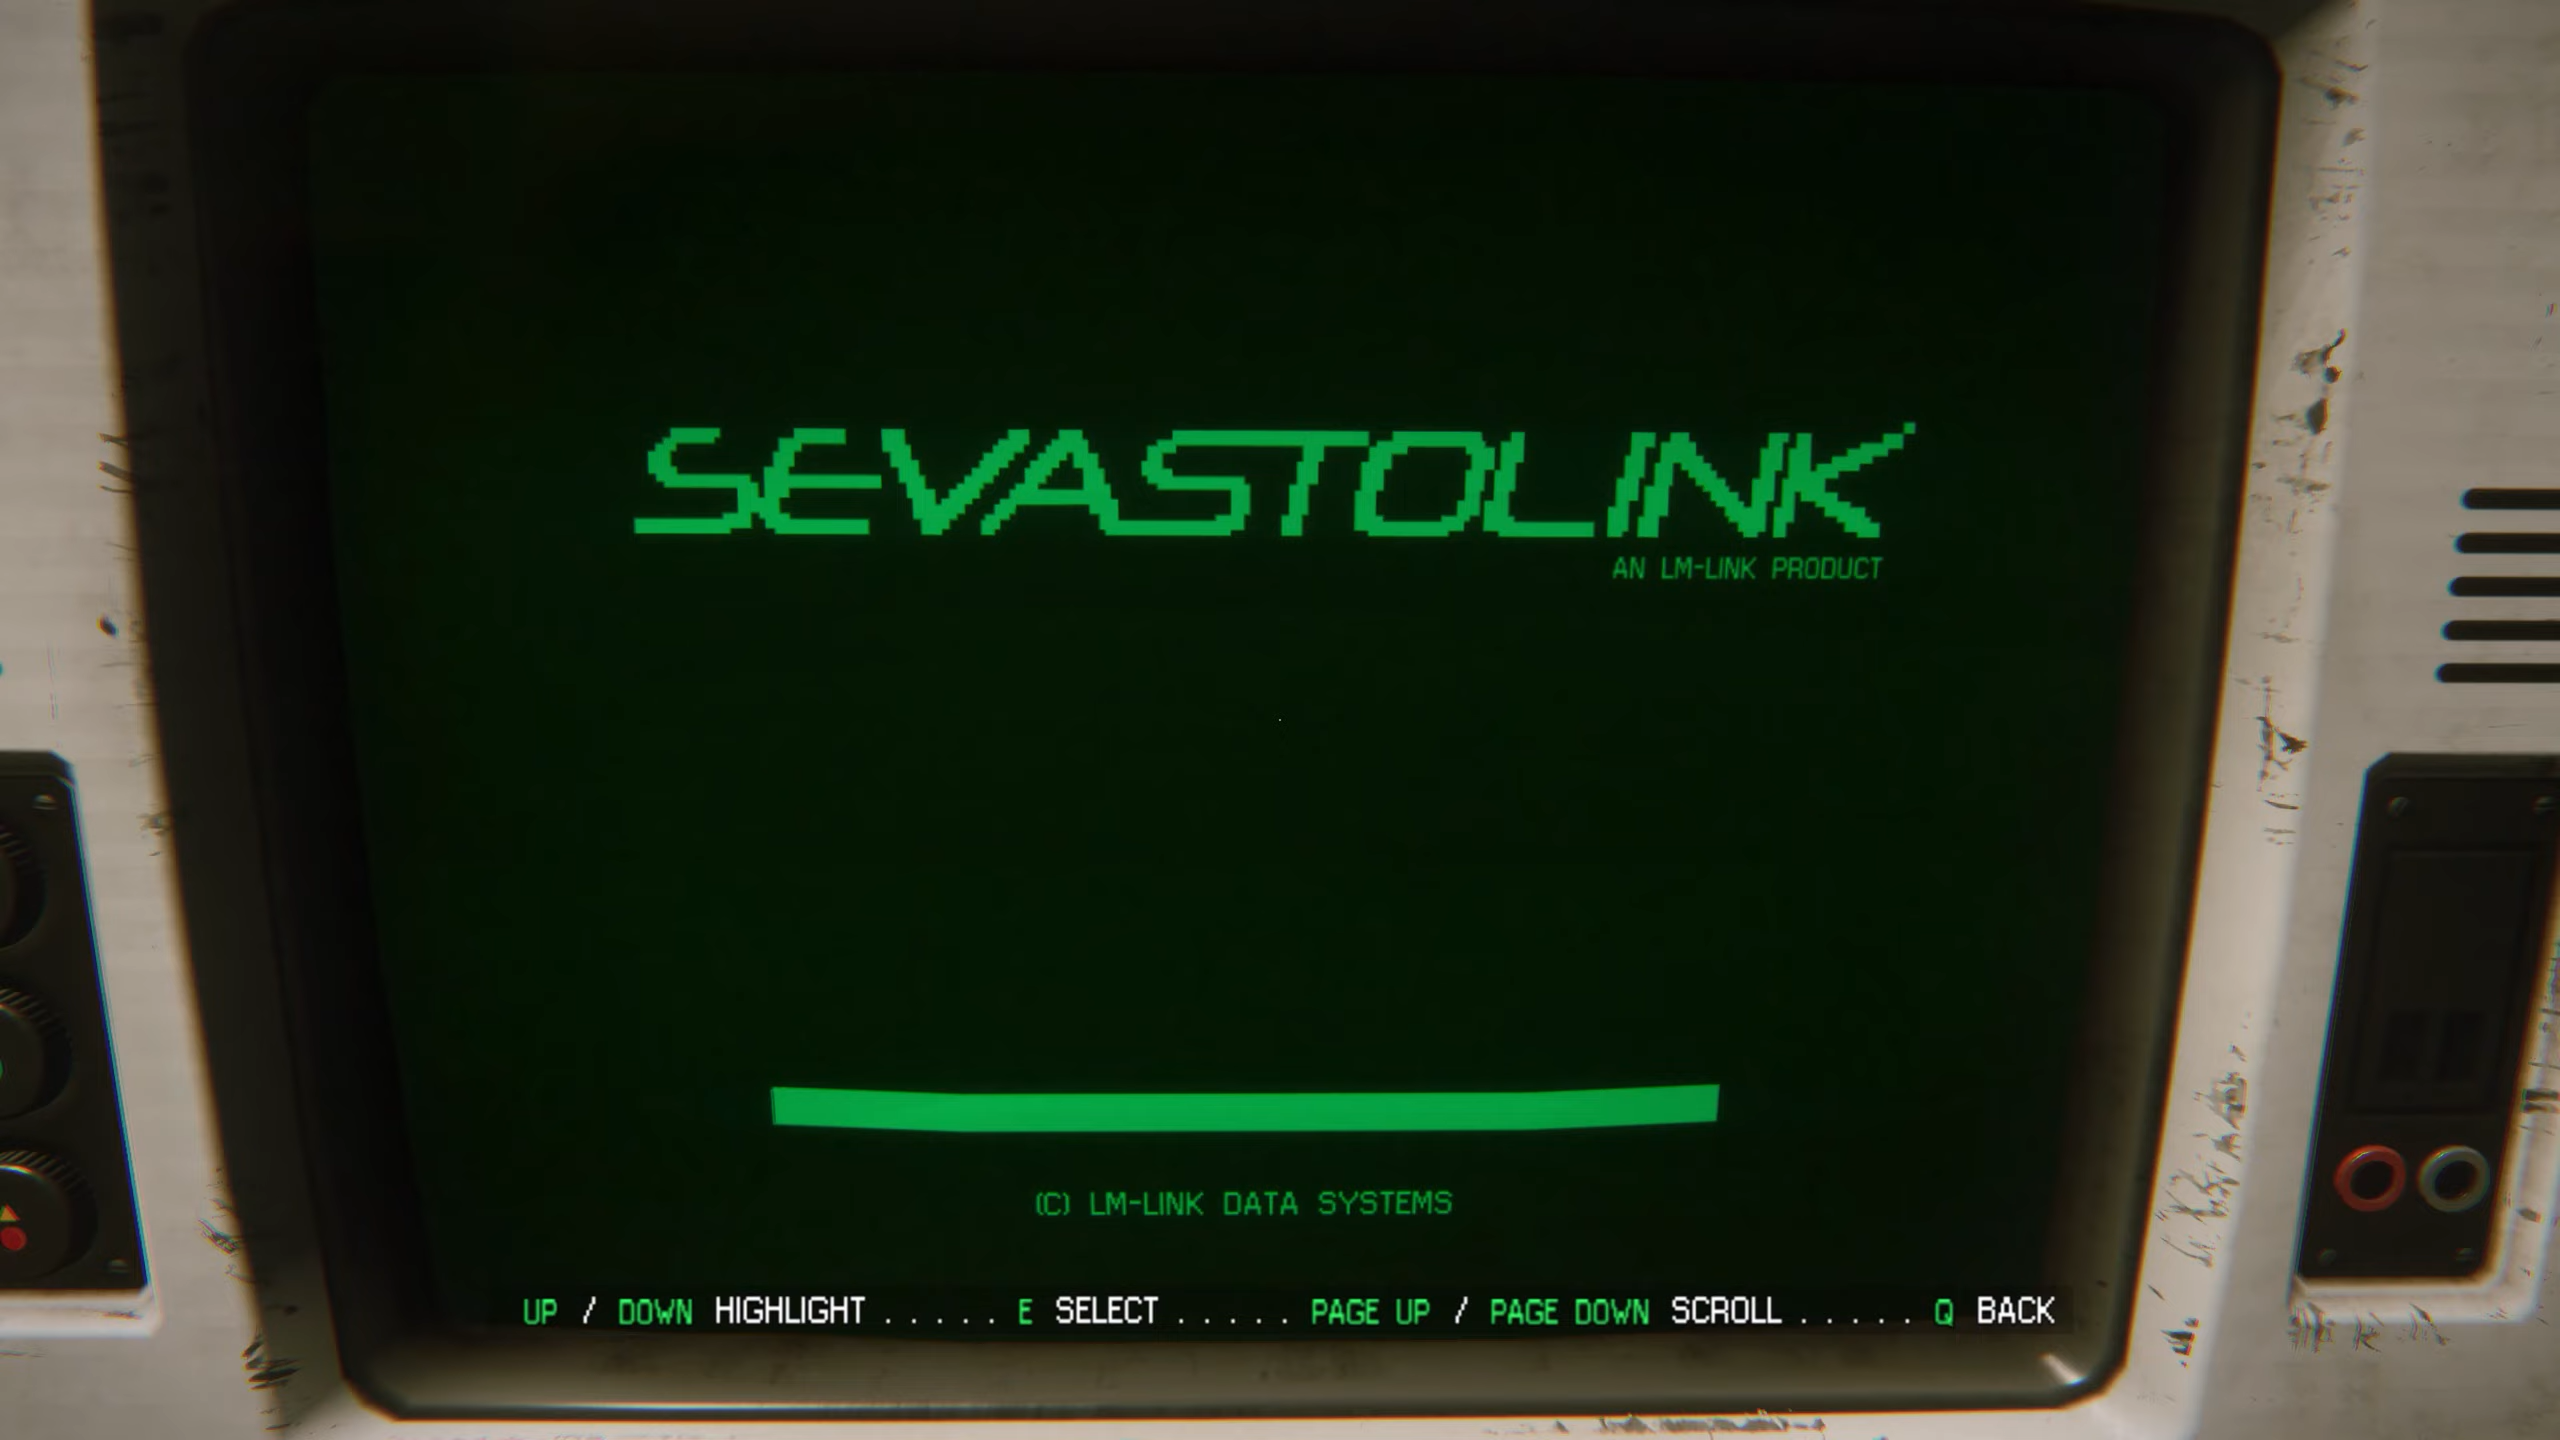 SEVASTOLINK
AN LM-LINK PRODUCT
(C) LM-LINK DATA SYSTEMS
UP / DOWN HIGHLIGHT ..... E SELECT ..... PAGE UP / PAGE DOWN SCROLL ..... Q BACK